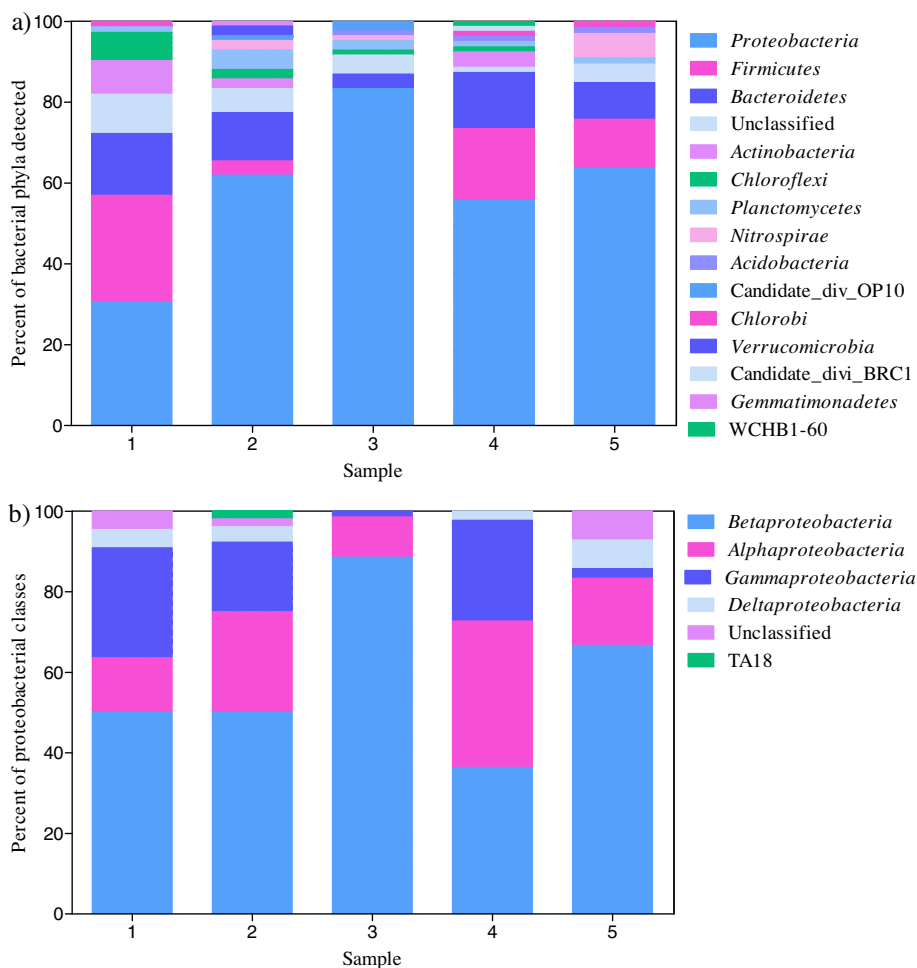 a)
Percent of bacterial phyla detected
100
80
60
40
20
0
1 2 3 4 5
Sample
Proteobacteria
Firmicutes
Bacteroidetes
Unclassified
Actinobacteria
Chloroflexi
Planctomycetes
Nitrospirae
Acidobacteria
Candidate_div_OP10
Chlorobi
Verrucomicrobia
Candidate_divi_BRC1
Gemmatimonadetes
WCHB1-60
b)
Percent of proteobacterial classes
100
80
60
40
20
0
1 2 3 4 5
Sample
Betaproteobacteria
Alphaproteobacteria
Gammaproteobacteria
Deltaproteobacteria
Unclassified
TA18